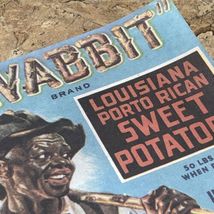 WABBIT"
BRAND
LOUISIANA
PORTO RICAN
SWEET
POTATOES
50 LBS
WHEN